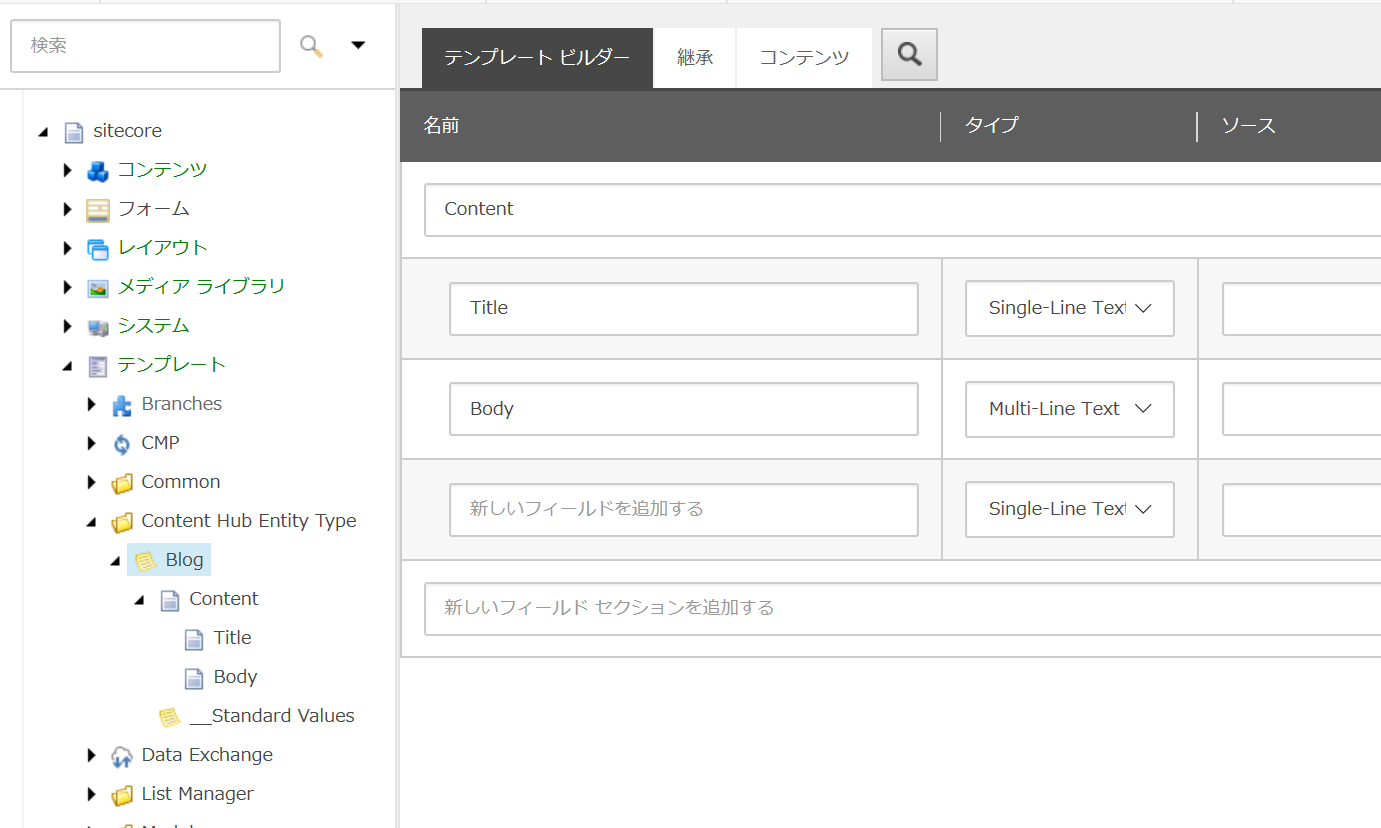 検索
sitecore
コンテンツ
フォーム
レイアウト
メディア ライブラリ
システム
テンプレート
Branches
CMP
Common
Content Hub Entity Type
Blog
Content
Title
Body
__Standard Values
Data Exchange
List Manager
テンプレート ビルダー
継承
コンテンツ
名前 タイプ ソース
Content
Title Single-Line Text
Body Multi-Line Text
新しいフィールドを追加する Single-Line Text
新しいフィールド セクションを追加する